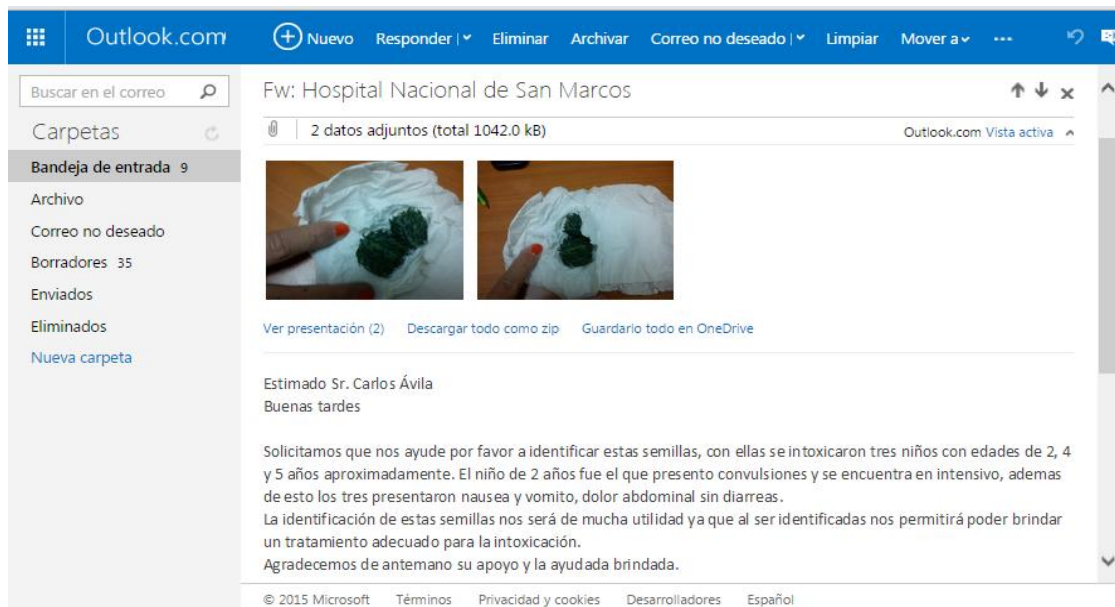 Outlook.com
Nuevo Responder Eliminar Archivar Correo no deseado Limpiar Mover a ...
Buscar en el correo
Carpetas
Bandeja de entrada 9
Archivo
Correo no deseado
Borradores 35
Enviados
Eliminados
Nueva carpeta
Fw: Hospital Nacional de San Marcos
2 datos adjuntos (total 1042.0 kB) Outlook.com Vista activa
Ver presentación (2) Descargar todo como zip Guardarlo todo en OneDrive
Estimado Sr. Carlos Ávila
Buenas tardes
Solicitamos que nos ayude por favor a identificar estas semillas, con ellas se intoxicaron tres niños con edades de 2, 4
y 5 años aproximadamente. El niño de 2 años fue el que presento convulsiones y se encuentra en intensivo, ademas
de esto los tres presentaron nausea y vomito, dolor abdominal sin diarreas.
La identificación de estas semillas nos será de mucha utilidad ya que al ser identificadas nos permitirá poder brindar
un tratamiento adecuado para la intoxicación.
Agradecemos de antemano su apoyo y la ayudada brindada.
© 2015 Microsoft Términos Privacidad y cookies Desarrolladores Español